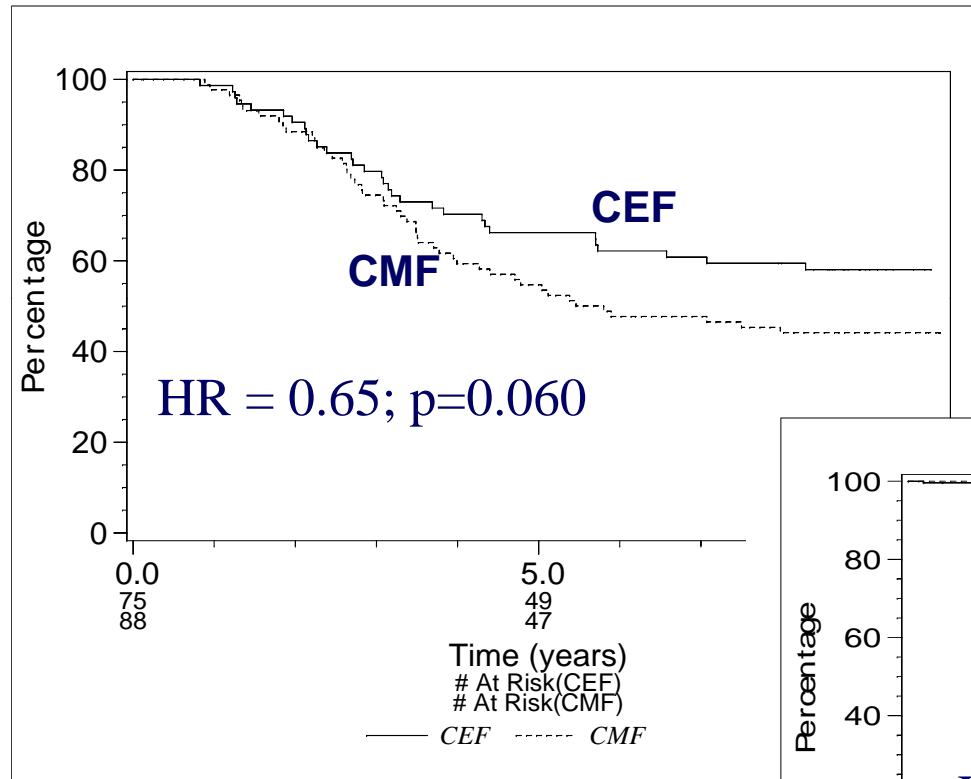 100
80
60
40
20
0
Percentage
CEF
CMF
HR = 0.65; p=0.060
0.0 5.0
75 49
88 47
Time (years)
# At Risk(CEF)
# At Risk(CMF)
CEF CMF
100
80
60
40
Percentage